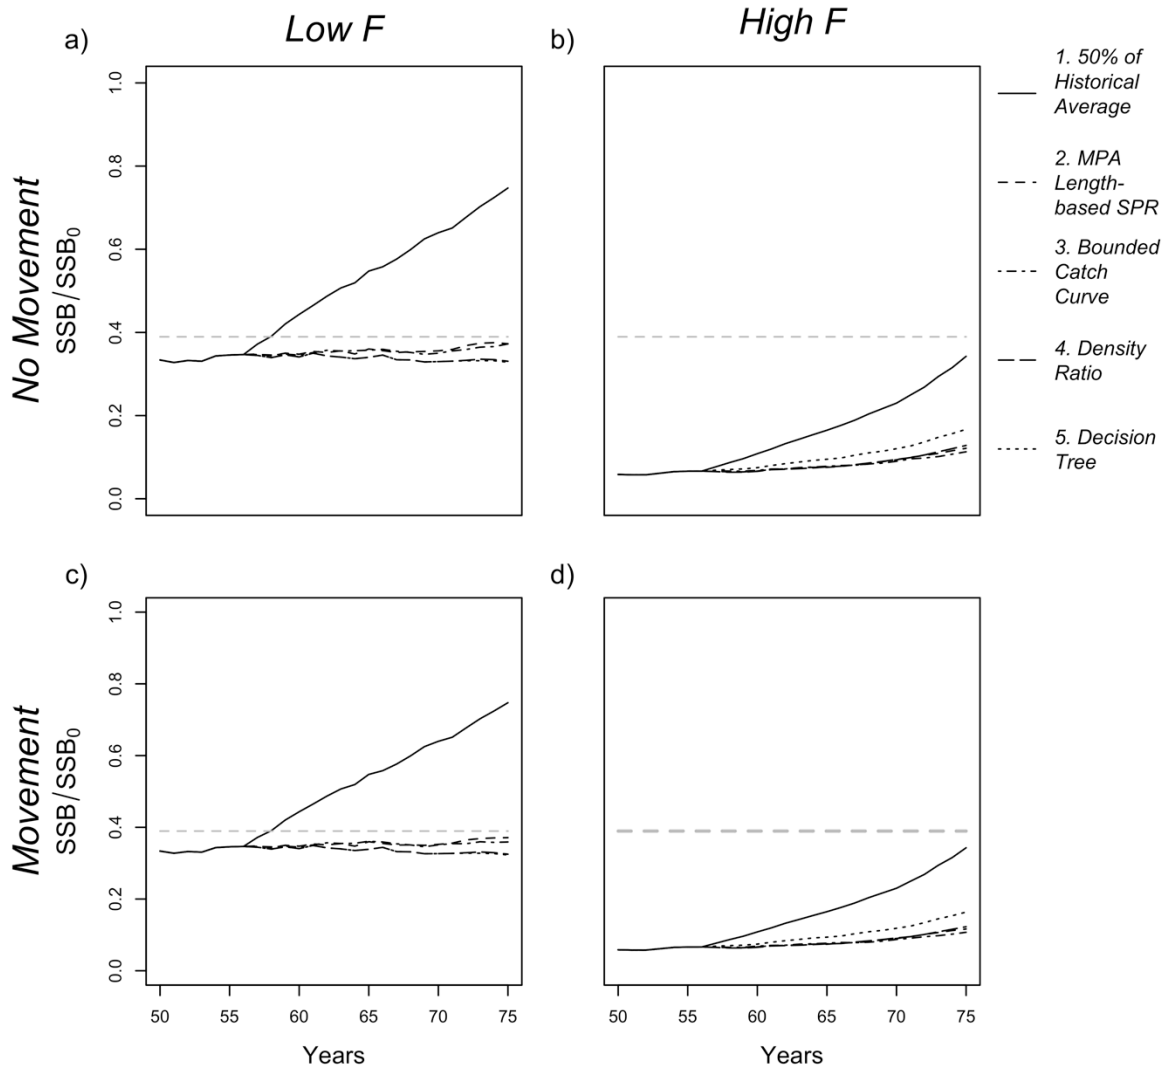 Low F
High F
a)
b)
No Movement
SSB/SSB0
1.0
0.8
0.6
0.4
0.2
0.0
1. 50% of
Historical
Average
2. MPA
Length-
based SPR
3. Bounded
Catch
Curve
4. Density
Ratio
5. Decision
Tree
c)
d)
Movement
SSB/SSB0
1.0
0.8
0.6
0.4
0.2
0.0
50 55 60 65 70 75
50 55 60 65 70 75
Years
Years